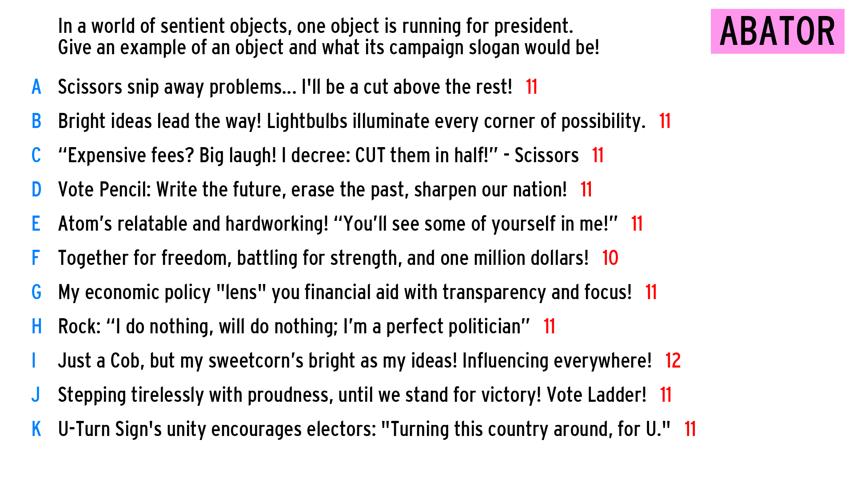 In a world of sentient objects, one object is running for president.
Give an example of an object and what its campaign slogan would be!
ABATOR
A Scissors snip away problems... I'll be a cut above the rest! 11
B Bright ideas lead the way! Lightbulbs illuminate every corner of possibility. 11
C “Expensive fees? Big laugh! I decree: CUT them in half!” - Scissors 11
D Vote Pencil: Write the future, erase the past, sharpen our nation! 11
E Atom’s relatable and hardworking! “You’ll see some of yourself in me!” 11
F Together for freedom, battling for strength, and one million dollars! 10
G My economic policy "lens" you financial aid with transparency and focus! 11
H Rock: “I do nothing, will do nothing; I’m a perfect politician” 11
I Just a Cob, but my sweetcorn’s bright as my ideas! Influencing everywhere! 12
J Stepping tirelessly with proudness, until we stand for victory! Vote Ladder! 11
K U-Turn Sign's unity encourages electors: "Turning this country around, for U." 11